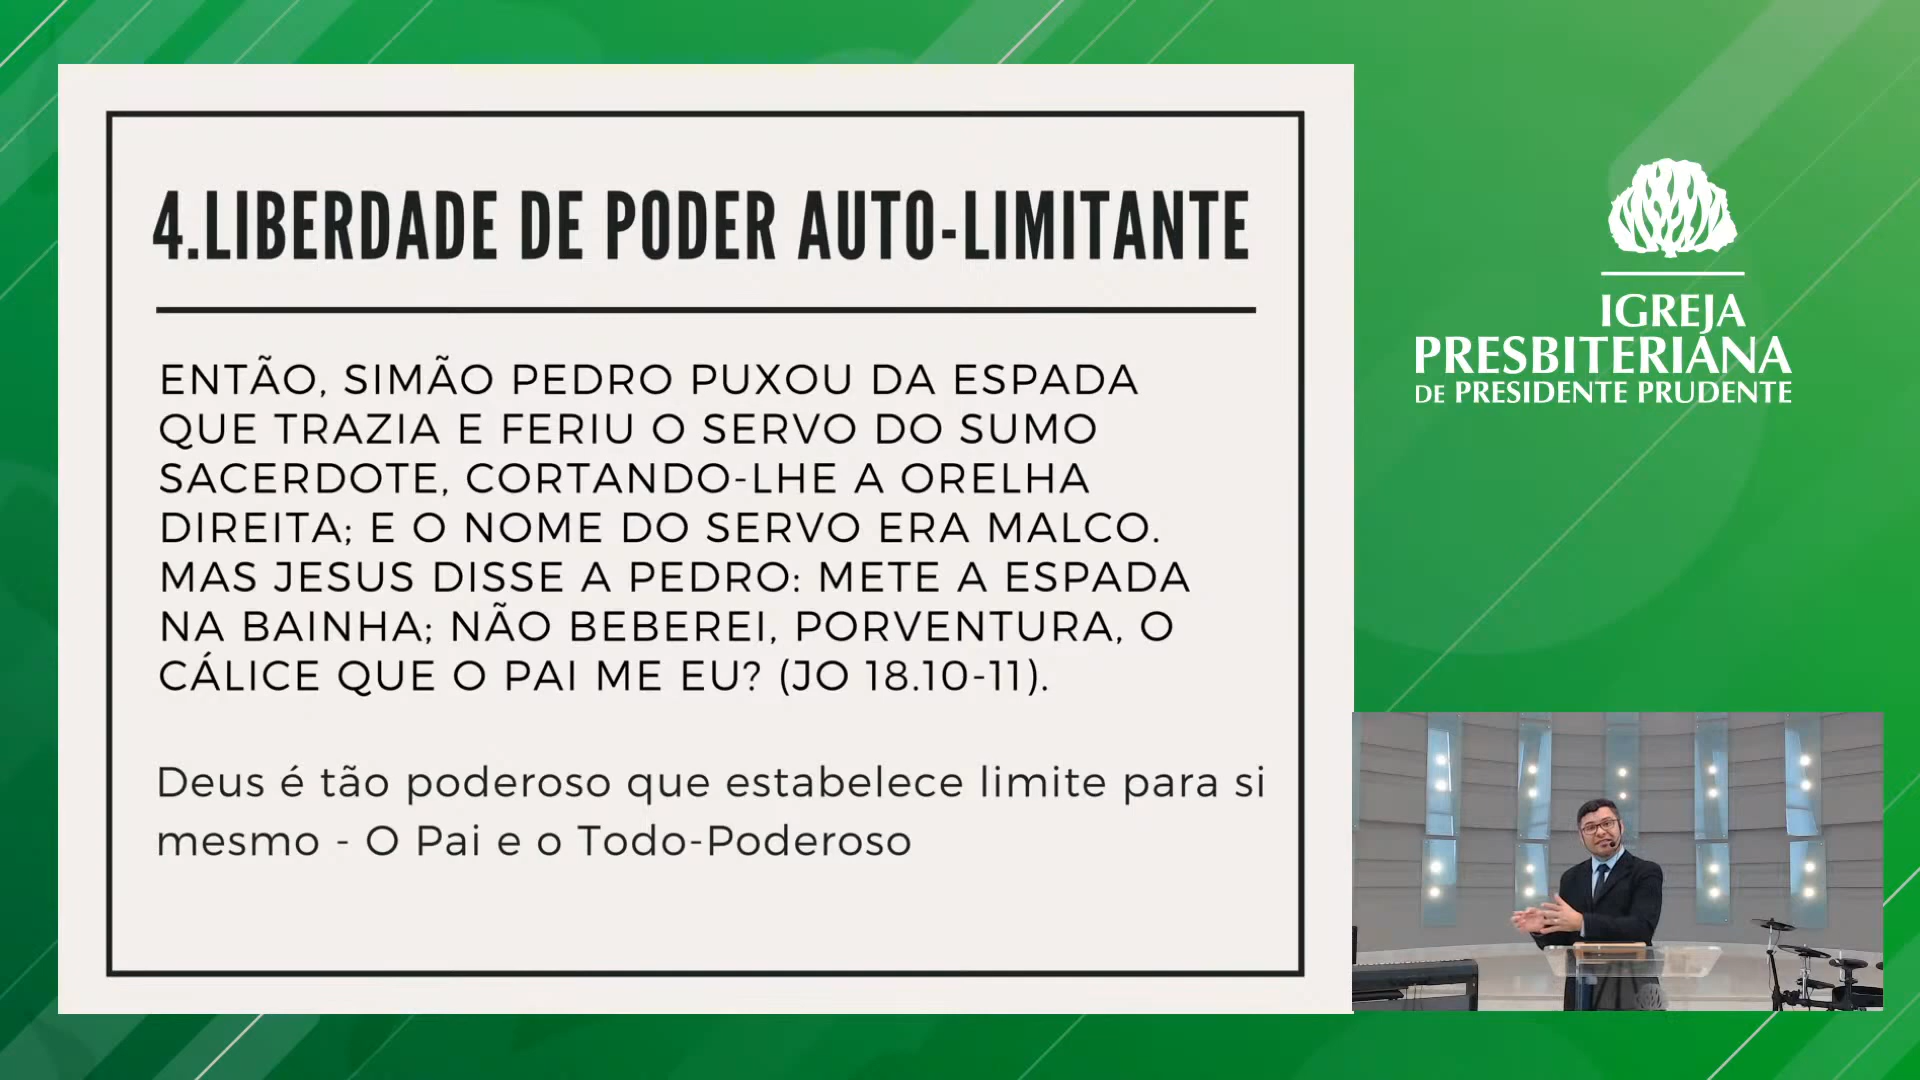 4.LIBERDADE DE PODER AUTO-LIMITANTE
ENTÃO, SIMÃO PEDRO PUXOU DA ESPADA
QUE TRAZIA E FERIU O SERVO DO SUMO
SACERDOTE, CORTANDO-LHE A ORELHA
DIREITA; E O NOME DO SERVO ERA MALCO.
MAS JESUS DISSE A PEDRO: METE A ESPADA
NA BAINHA; NÃO BEBEREI, PORVENTURA, O
CÁLICE QUE O PAI ME EU? (JO 18.10-11).
Deus é tão poderoso que estabelece limite para si
mesmo - O Pai e o Todo-Poderoso
IGREJA
PRESBITERIANA
DE PRESIDENTE PRUDENTE